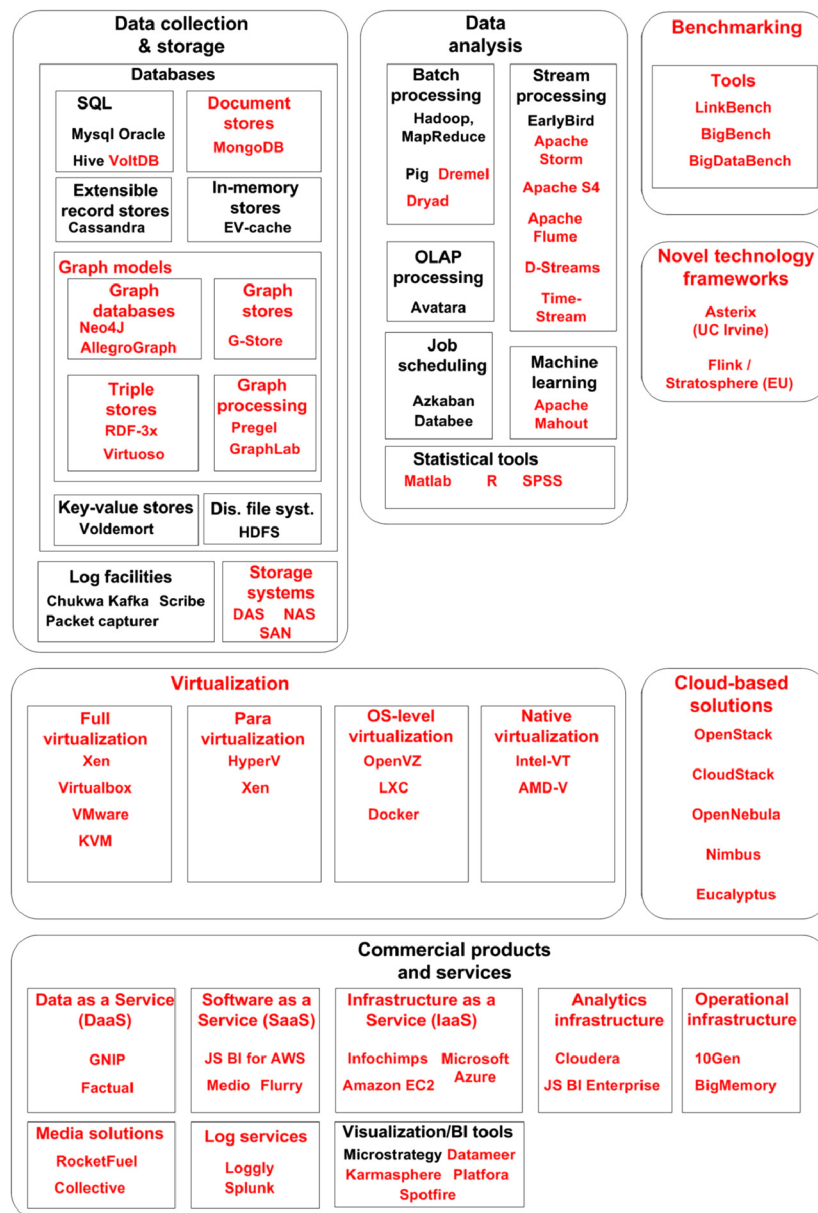 Data collection
& storage
Databases
SQL
Mysql Oracle
Hive VoltDB
Document
stores
MongoDB
Extensible
record stores
Cassandra
In-memory
stores
EV-cache
Graph models
Graph
databases
Neo4J
AllegroGraph
Graph
stores
G-Store
Triple
stores
RDF-3x
Virtuoso
Graph
processing
Pregel
GraphLab
Key-value stores
Voldemort
Dis. file syst.
HDFS
Log facilities
Chukwa Kafka Scribe
Packet capturer
Storage
systems
DAS NAS
SAN
Data
analysis
Batch
processing
Hadoop,
MapReduce
Pig Dremel
Dryad
Stream
processing
EarlyBird
Apache
Storm
Apache S4
Apache
Flume
D-Streams
Time-
Stream
OLAP
processing
Avatara
Job
scheduling
Azkaban
Databee
Machine
learning
Apache
Mahout
Statistical tools
Matlab R SPSS
Benchmarking
Tools
LinkBench
BigBench
BigDataBench
Novel technology
frameworks
Asterix
(UC Irvine)
Flink /
Stratosphere (EU)
Virtualization
Full
virtualization
Xen
Virtualbox
VMware
KVM
Para
virtualization
HyperV
Xen
OS-level
virtualization
OpenVZ
LXC
Docker
Native
virtualization
Intel-VT
AMD-V
Cloud-based
solutions
OpenStack
CloudStack
OpenNebula
Nimbus
Eucalyptus
Commercial products
and services
Data as a Service
(DaaS)
GNIP
Factual
Software as a
Service (SaaS)
JS BI for AWS
Medio Flurry
Infrastructure as a
Service (IaaS)
Infochimps Microsoft
Amazon EC2 Azure
Analytics
infrastructure
Cloudera
JS BI Enterprise
Operational
infrastructure
10Gen
BigMemory
Media solutions
RocketFuel
Collective
Log services
Loggly
Splunk
Visualization/BI tools
Microstrategy Datameer
Karmasphere Platfora
Spotfire